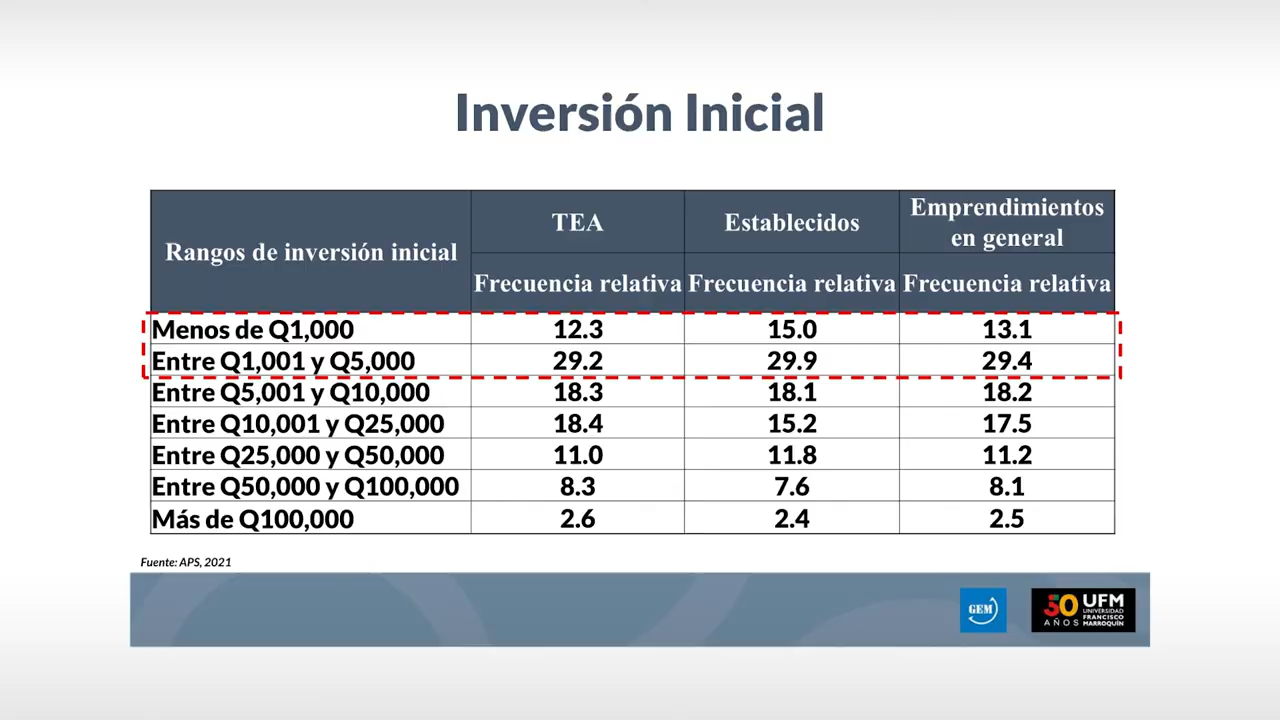 Inversión Inicial
Rangos de inversión inicial
TEA
Establecidos
Emprendimientos
en general
Frecuencia relativa
Frecuencia relativa
Frecuencia relativa
Menos de Q1,000 12.3 15.0 13.1
Entre Q1,001 y Q5,000 29.2 29.9 29.4
Entre Q5,001 y Q10,000 18.3 18.1 18.2
Entre Q10,001 y Q25,000 18.4 15.2 17.5
Entre Q25,000 y Q50,000 11.0 11.8 11.2
Entre Q50,000 y Q100,000 8.3 7.6 8.1
Más de Q100,000 2.6 2.4 2.5
Fuente: APS, 2021
GEM
50
AÑOS
UFM
UNIVERSIDAD
FRANCISCO
MARROQUÍN